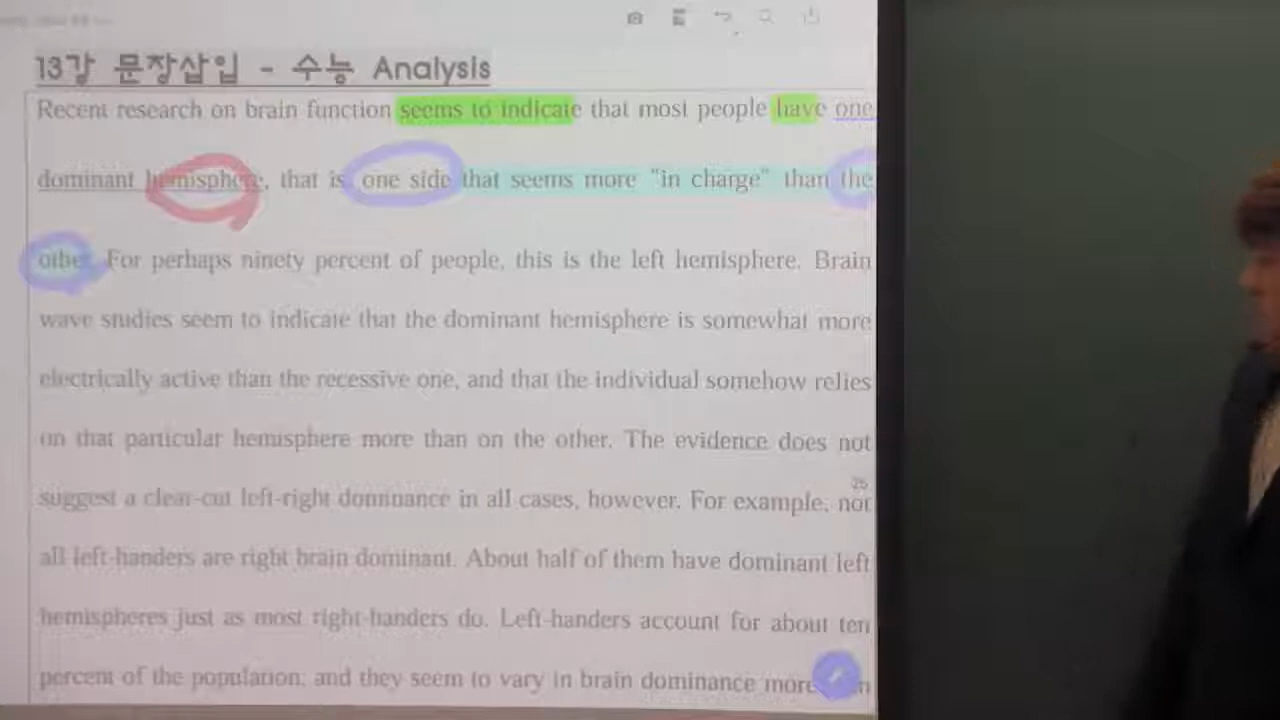 13강 문장삽입 - 수능 Analysis
Recent research on brain function seems to indicate that most people have one
dominant hemisphere, that is, one side that seems more "in charge" than the
other. For perhaps ninety percent of people, this is the left hemisphere. Brain
wave studies seem to indicate that the dominant hemisphere is somewhat more
electrically active than the recessive one, and that the individual somehow relies
on that particular hemisphere more than on the other. The evidence does not
suggest a clear-cut left-right dominance in all cases, however. For example, not
25
all left-handers are right brain dominant. About half of them have dominant left
hemispheres just as most right-handers do. Left-handers account for about ten
percent of the population; and they seem to vary in brain dominance more